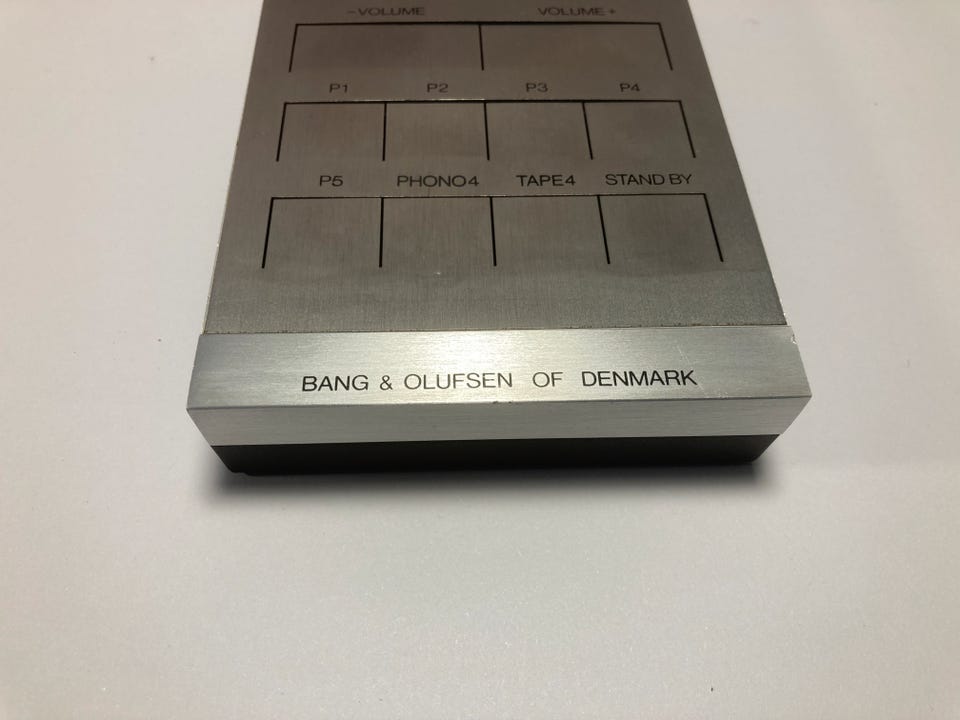 -VOLUME VOLUME+
P1 P2 P3 P4
P5 PHONO4 TAPE4 STAND BY
BANG & OLUFSEN OF DENMARK